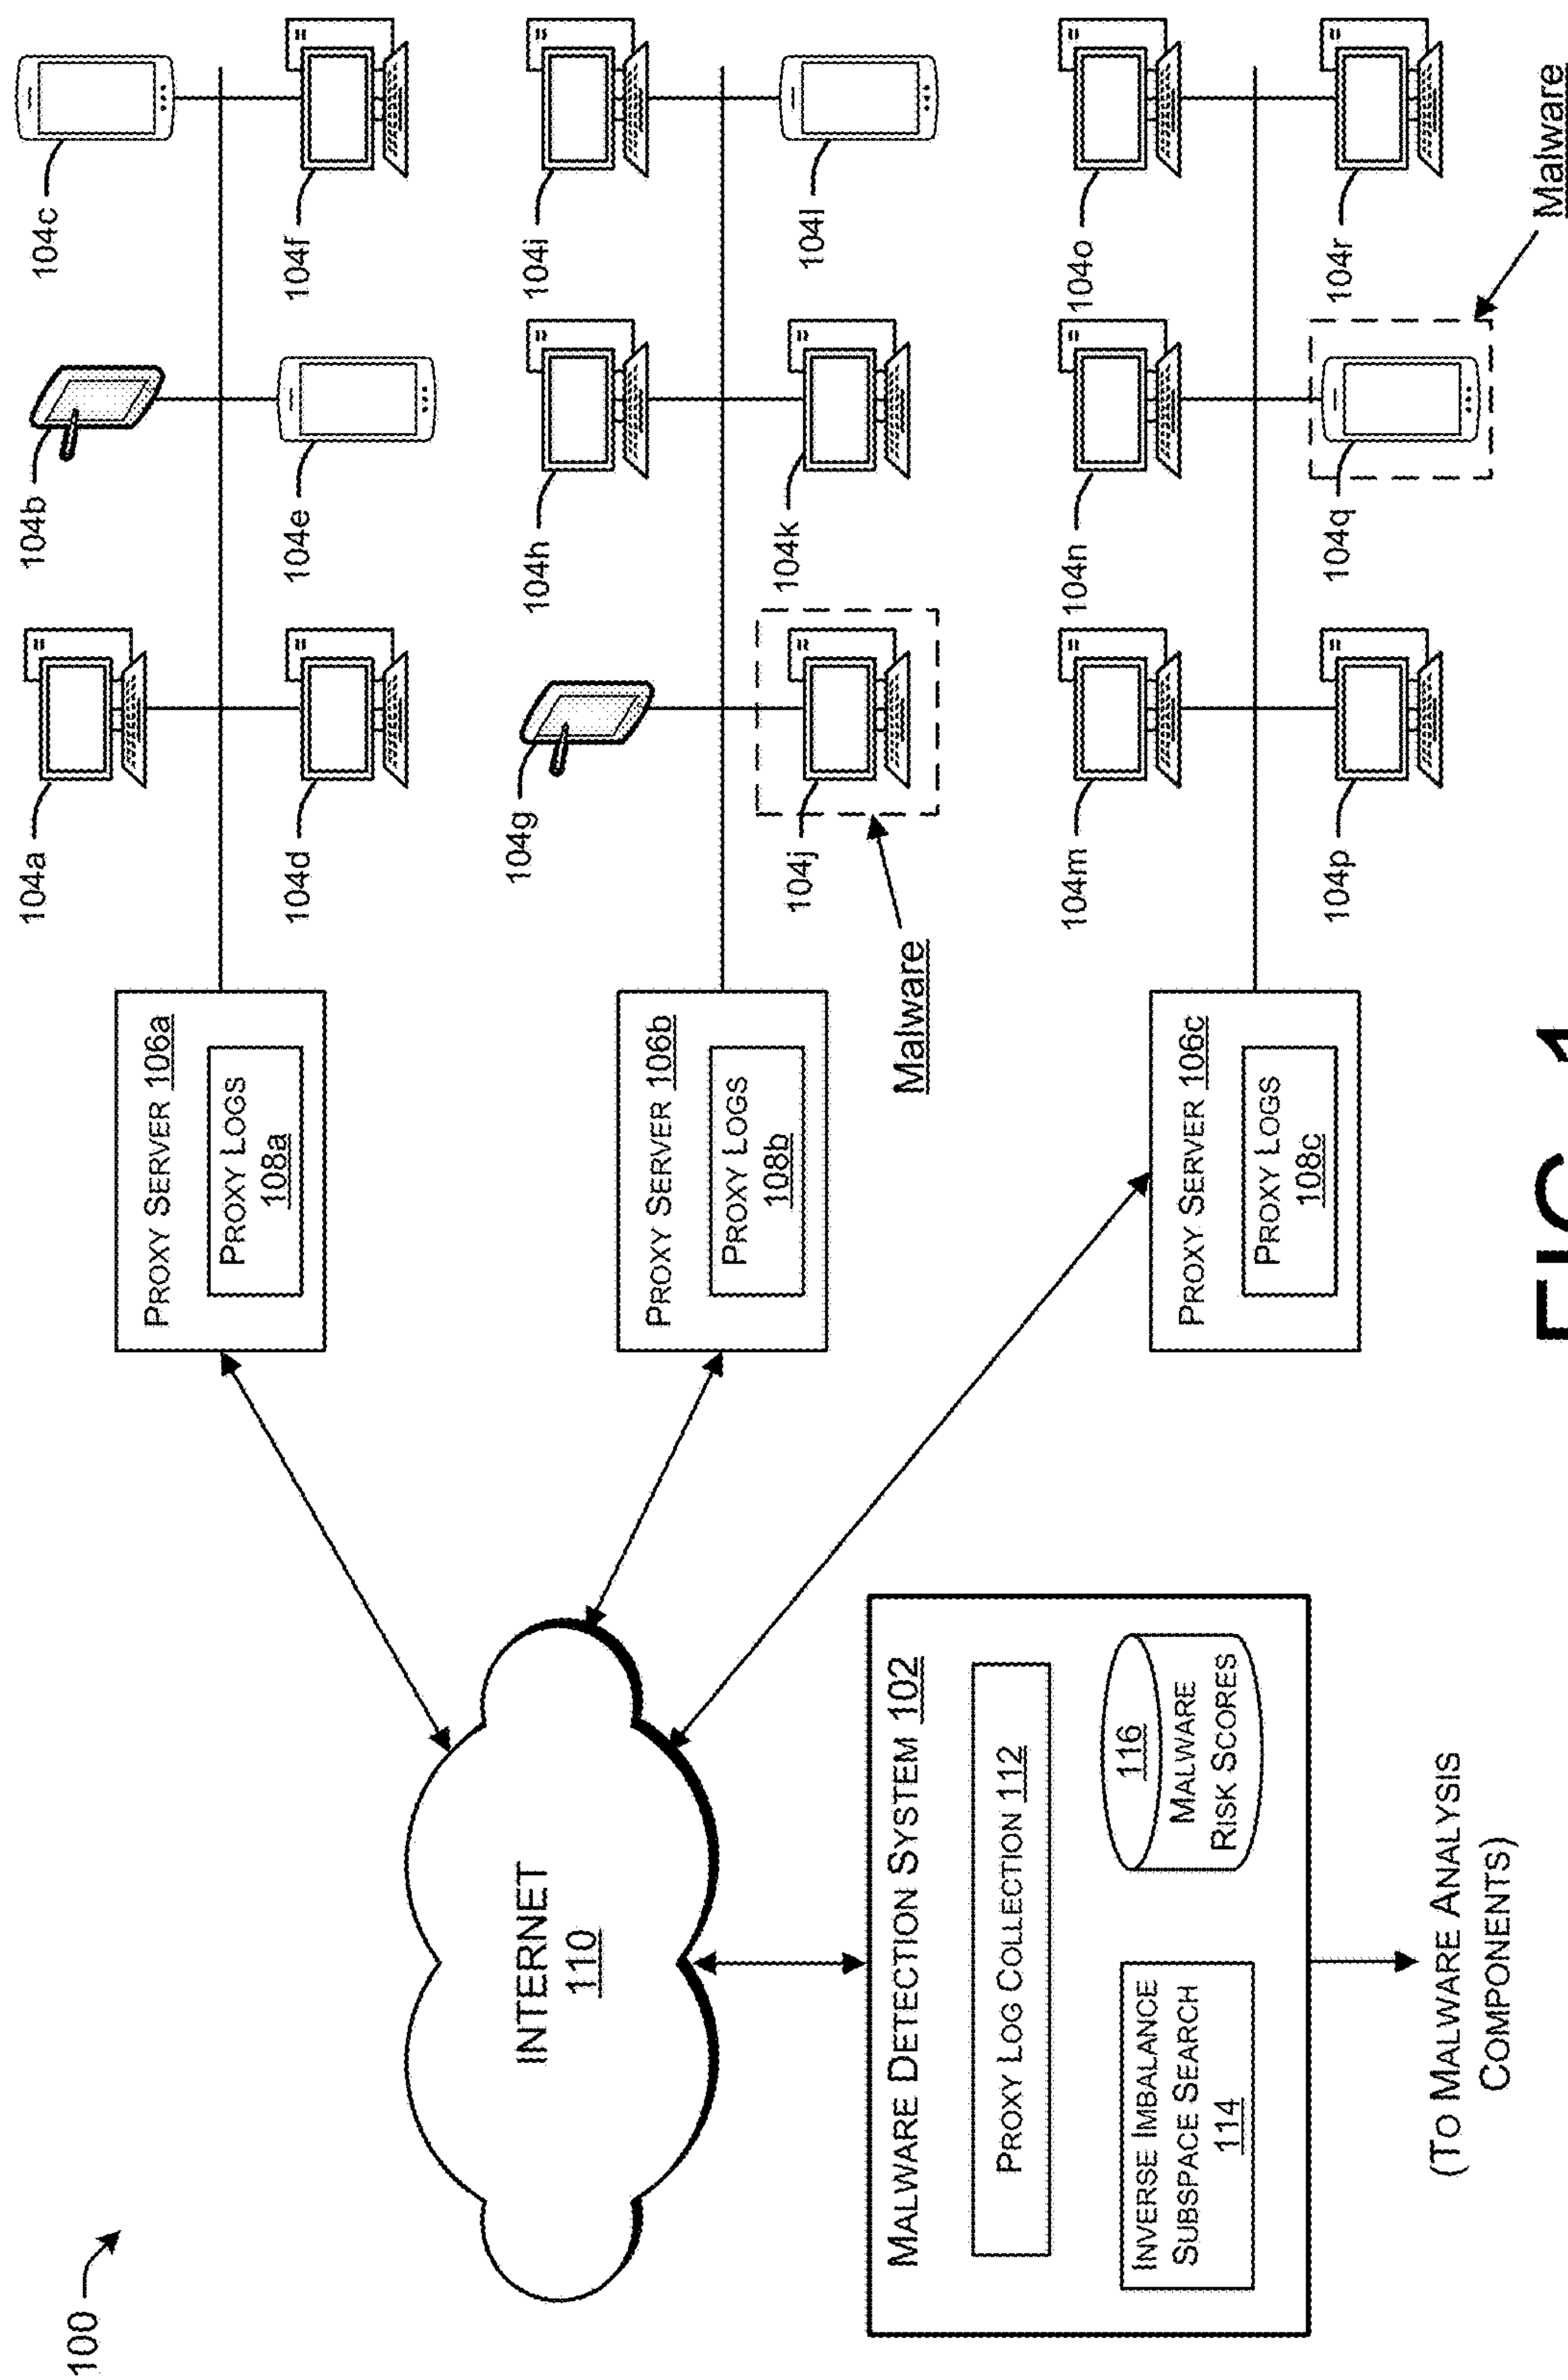 100
INTERNET
110
MALWARE DETECTION SYSTEM 102
PROXY LOG COLLECTION 112
INVERSE IMBALANCE
SUBSPACE SEARCH
114
116
MALWARE
RISK SCORES
(TO MALWARE ANALYSIS
COMPONENTS)
PROXY SERVER 106a
PROXY LOGS
108a
104a
104b
104c
104d
104e
104f
PROXY SERVER 106b
PROXY LOGS
108b
104g
104h
104i
104j
104k
104l
Malware
PROXY SERVER 106c
PROXY LOGS
108c
104m
104n
104o
104p
104q
104r
Malware
FIG. 1